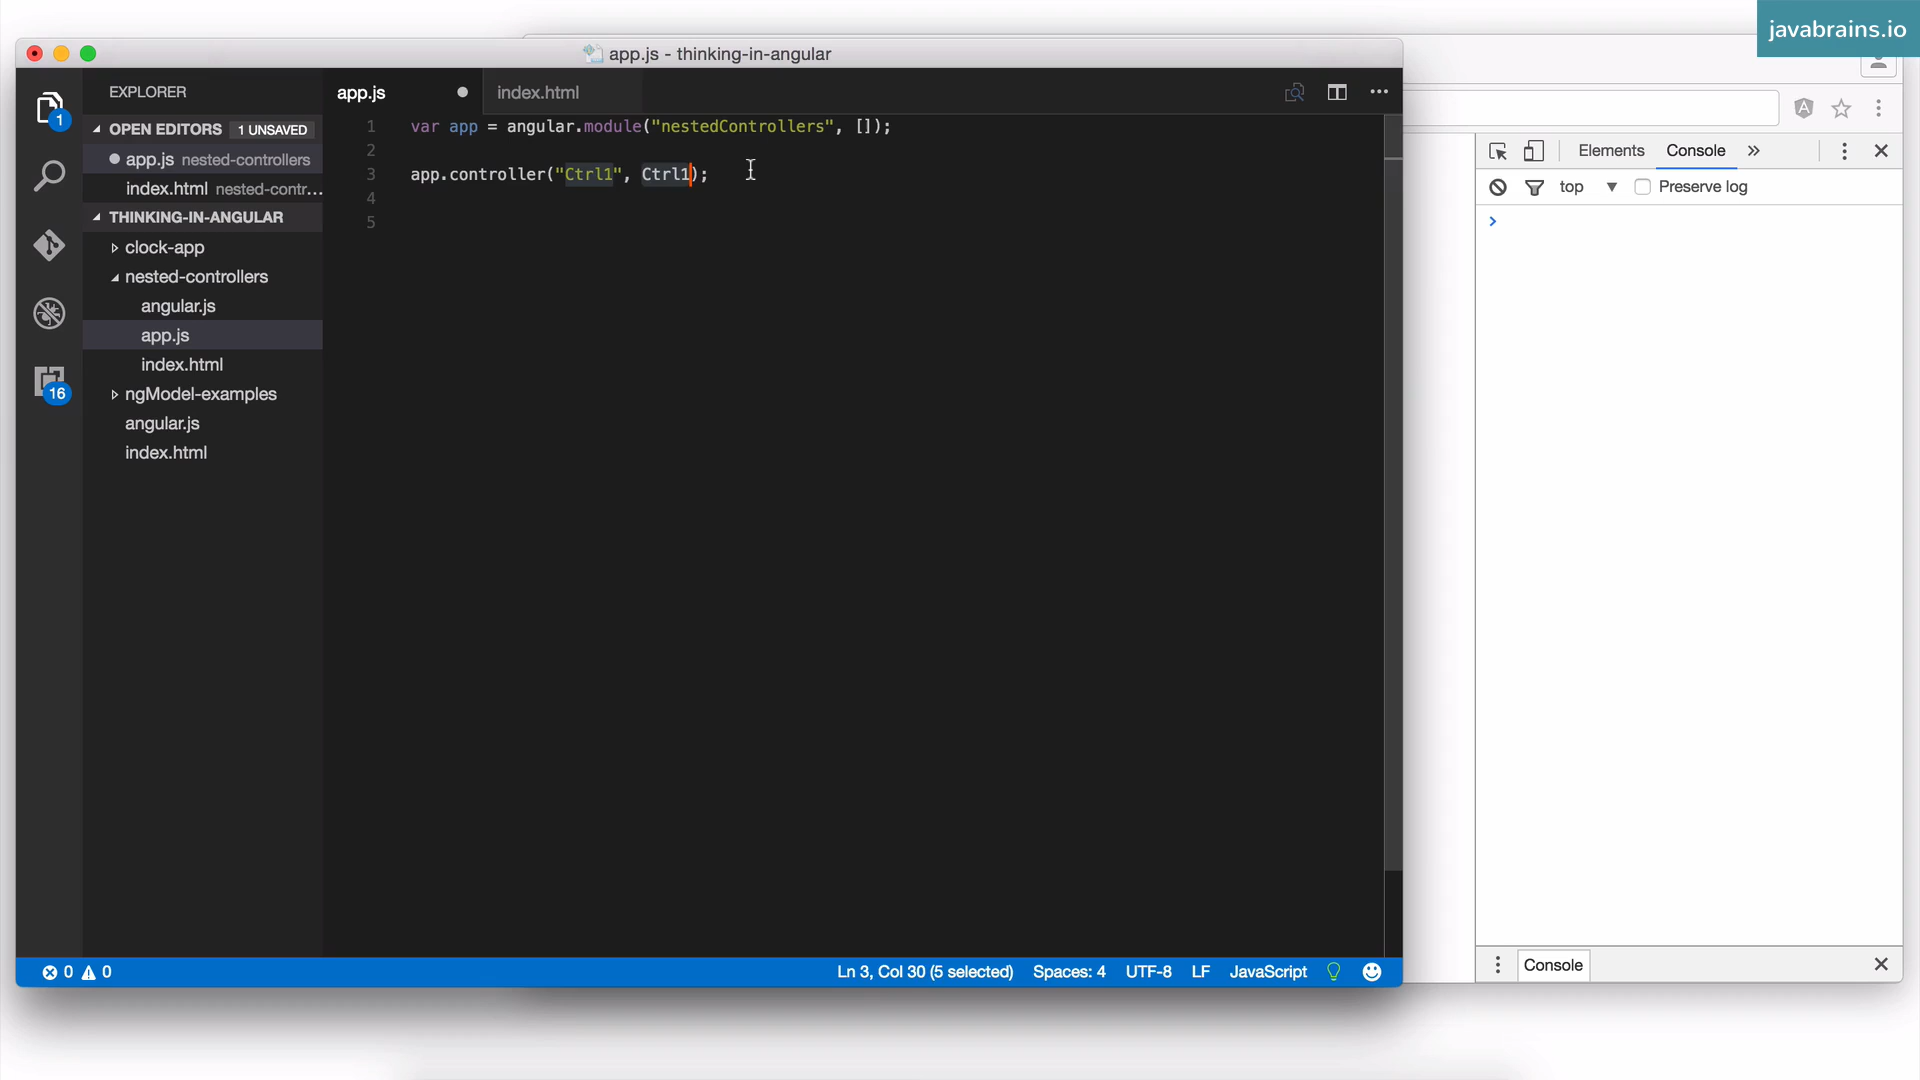 javabrains.io
app.js - thinking-in-angular
EXPLORER
OPEN EDITORS 1 UNSAVED
app.js nested-controllers
index.html nested-contr...
THINKING-IN-ANGULAR
clock-app
nested-controllers
angular.js
app.js
index.html
ngModel-examples
angular.js
index.html
1
16
app.js
index.html
1 var app = angular.module("nestedControllers", []);
2
3 app.controller("Ctrl1", Ctrl1);
4
5
Elements Console »
top Preserve log
>
0 0 Ln 3, Col 30 (5 selected) Spaces: 4 UTF-8 LF JavaScript
Console